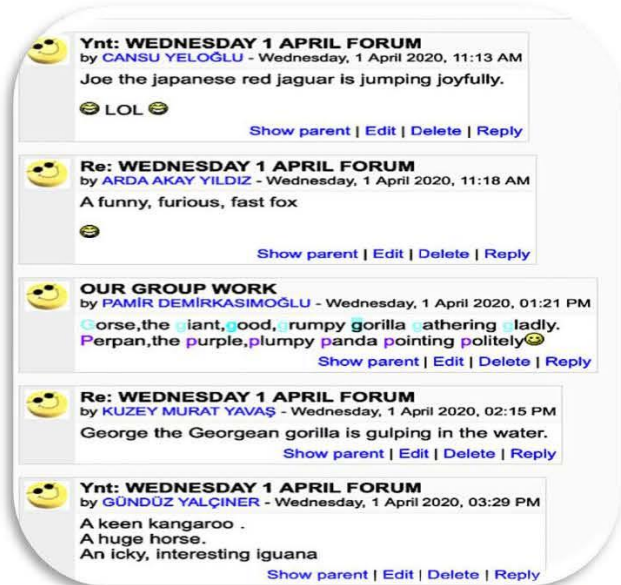 Ynt: WEDNESDAY 1 APRIL FORUM
by CANSU YELOĞLU - Wednesday, 1 April 2020, 11:13 AM
Joe the japanese red jaguar is jumping joyfully.
LOL
Show parent | Edit | Delete | Reply
Re: WEDNESDAY 1 APRIL FORUM
by ARDA AKAY YILDIZ - Wednesday, 1 April 2020, 11:18 AM
A funny, furious, fast fox
Show parent | Edit | Delete | Reply
OUR GROUP WORK
by PAMİR DEMİRKASIMOĞLU - Wednesday, 1 April 2020, 01:21 PM
Gorse,the giant,good,grumpy gorilla gathering gladly.
Perpan,the purple,plumpy panda pointing politely
Show parent | Edit | Delete | Reply
Re: WEDNESDAY 1 APRIL FORUM
by KUZEY MURAT YAVAŞ - Wednesday, 1 April 2020, 02:15 PM
George the Georgean gorilla is gulping in the water.
Show parent | Edit | Delete | Reply
Ynt: WEDNESDAY 1 APRIL FORUM
by GÜNDÜZ YALÇINER - Wednesday, 1 April 2020, 03:29 PM
A keen kangaroo .
A huge horse.
An icky, interesting iguana
Show parent | Edit | Delete | Reply